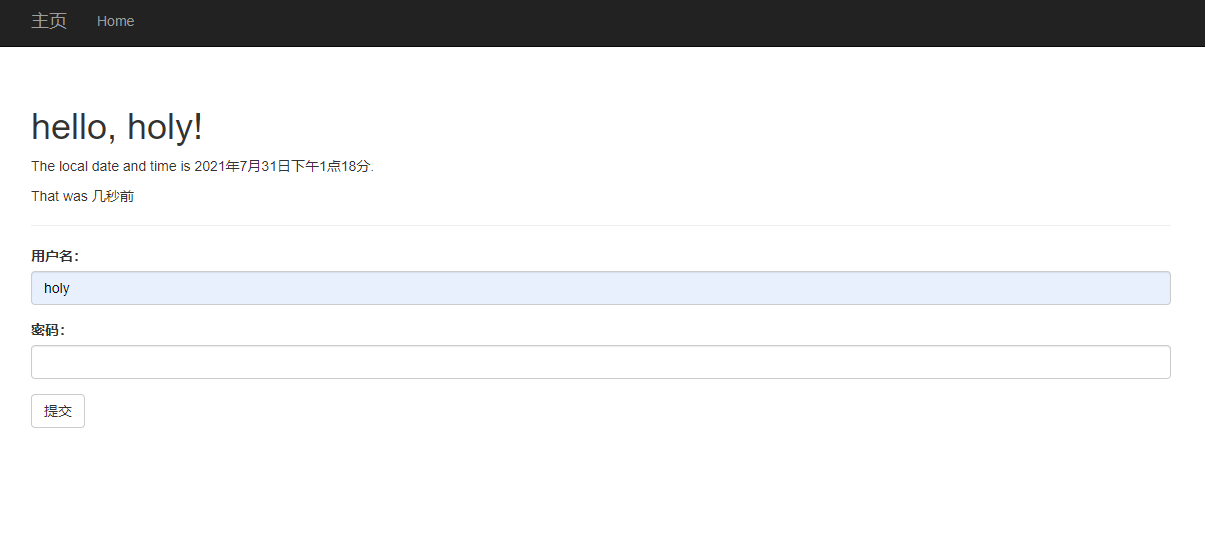 主页 Home
hello, holy!
The local date and time is 2021年7月31日下午1点18分.
That was 几秒前
用户名：
holy
密码：
提交